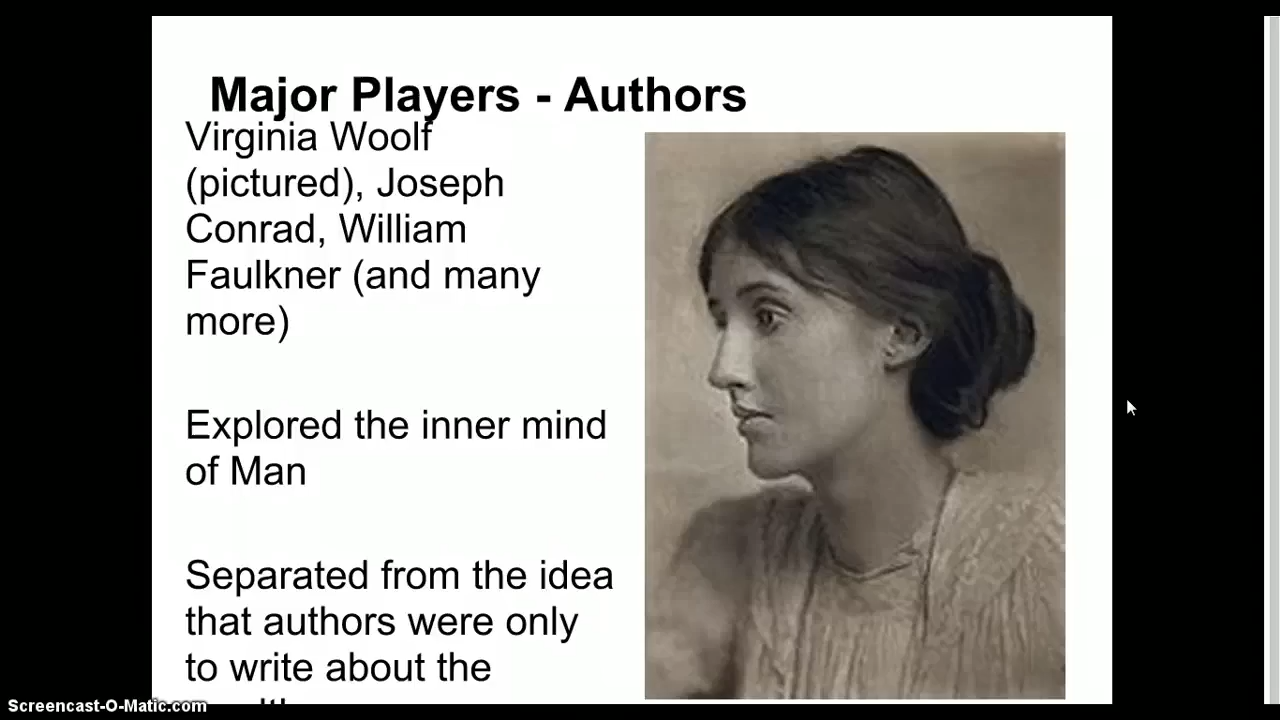 Major Players - Authors
Virginia Woolf
(pictured), Joseph
Conrad, William
Faulkner (and many
more)
Explored the inner mind
of Man
Separated from the idea
that authors were only
to write about the
Screencast-O-Matic.com